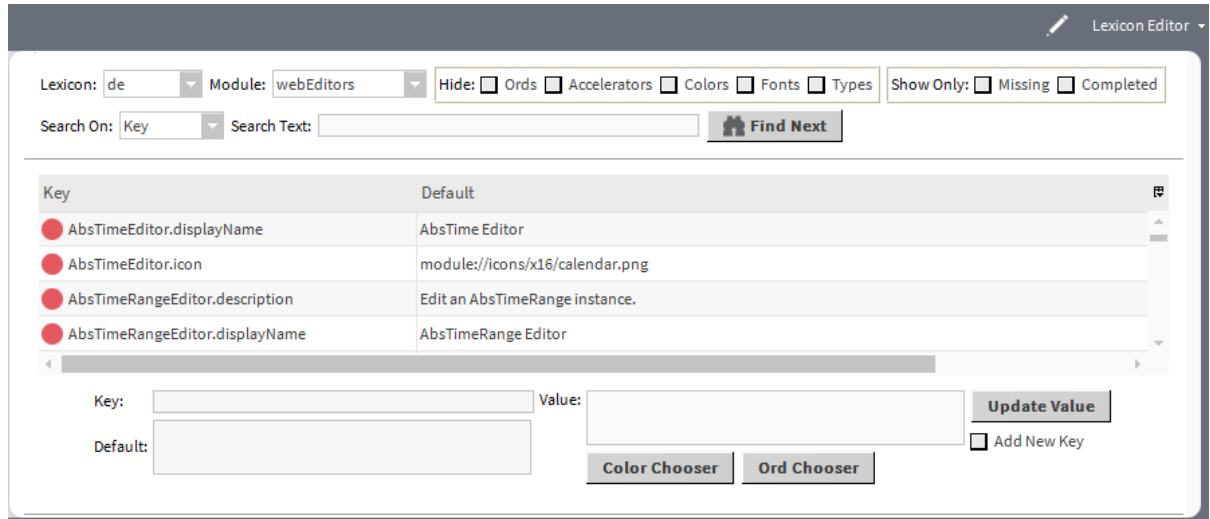 Lexicon Editor
Lexicon: de Module: webEditors Hide: Ords Accelerators Colors Fonts Types Show Only: Missing Completed
Search On: Key Search Text: Find Next
Key Default
AbsTimeEditor.displayName AbsTime Editor
AbsTimeEditor.icon module://icons/x16/calendar.png
AbsTimeRangeEditor.description Edit an AbsTimeRange instance.
AbsTimeRangeEditor.displayName AbsTimeRange Editor
Key: Value: Update Value
Default: Add New Key
Color Chooser Ord Chooser